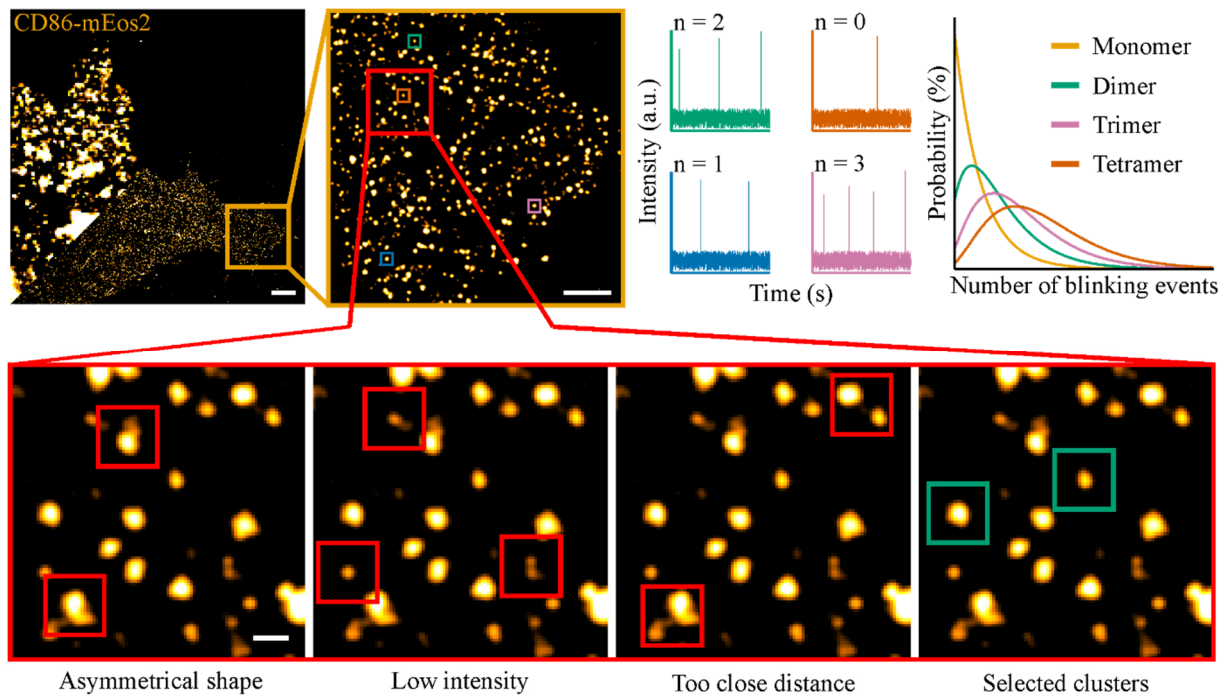 CD86-mEos2
n = 2
n = 0
n = 1
n = 3
Intensity (a.u.)
Time (s)
Probability (%)
Monomer
Dimer
Trimer
Tetramer
Number of blinking events
Asymmetrical shape
Low intensity
Too close distance
Selected clusters